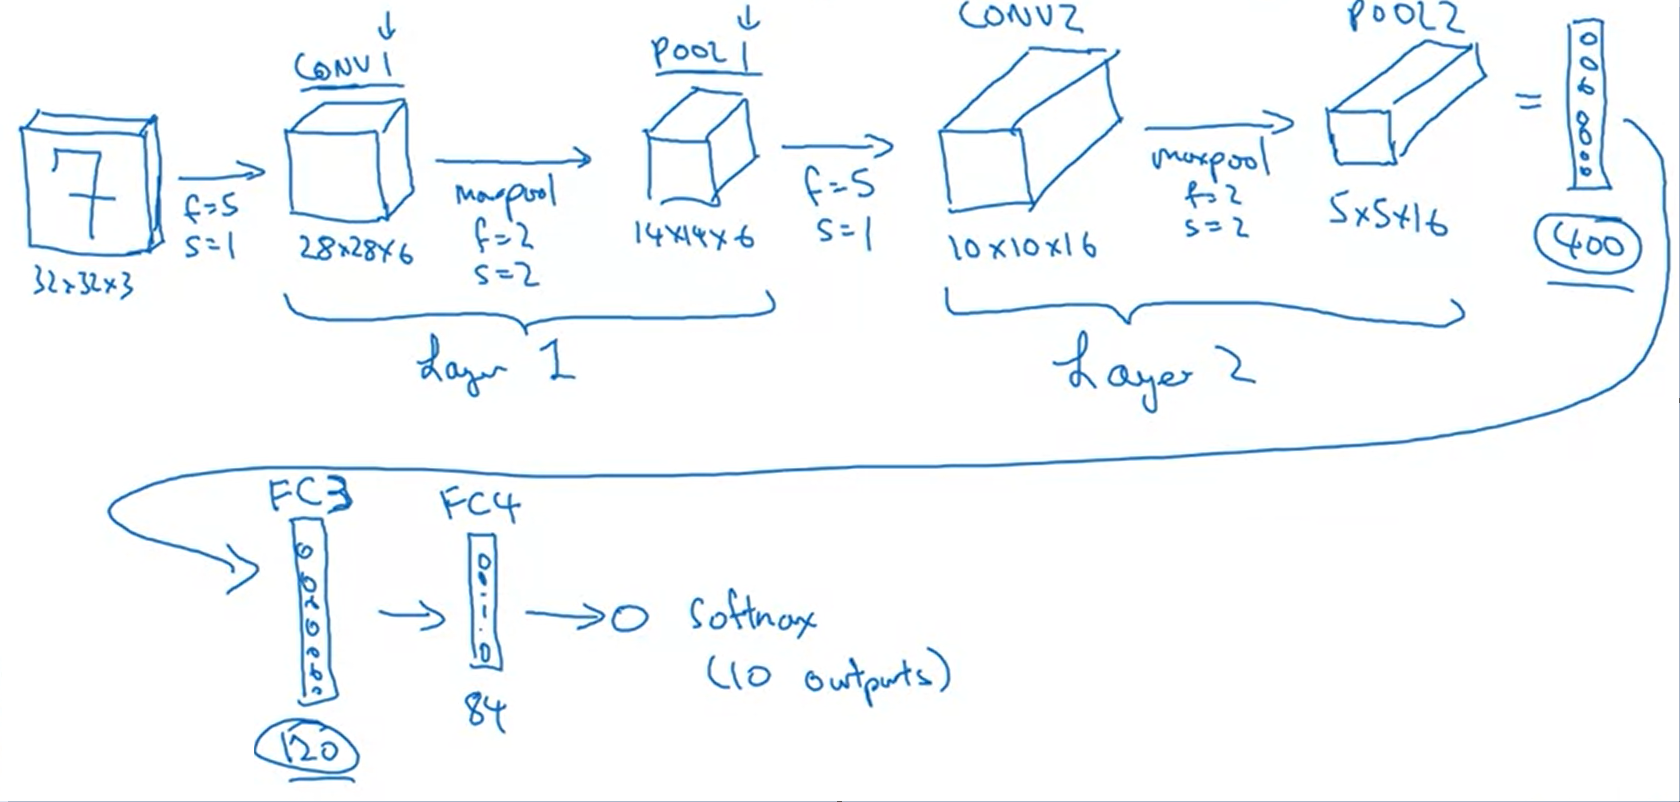 CONV1
POOL1
CONV2
POOL2
7
f=5
s=1
32x32x3
28x28x6
maxpool
f=2
s=2
14x14x6
f=5
s=1
10x10x16
maxpool
f=2
s=2
5x5x16
=
400
Layer 1
Layer 2
FC3
FC4
120
84
Softmax
(10 outputs)